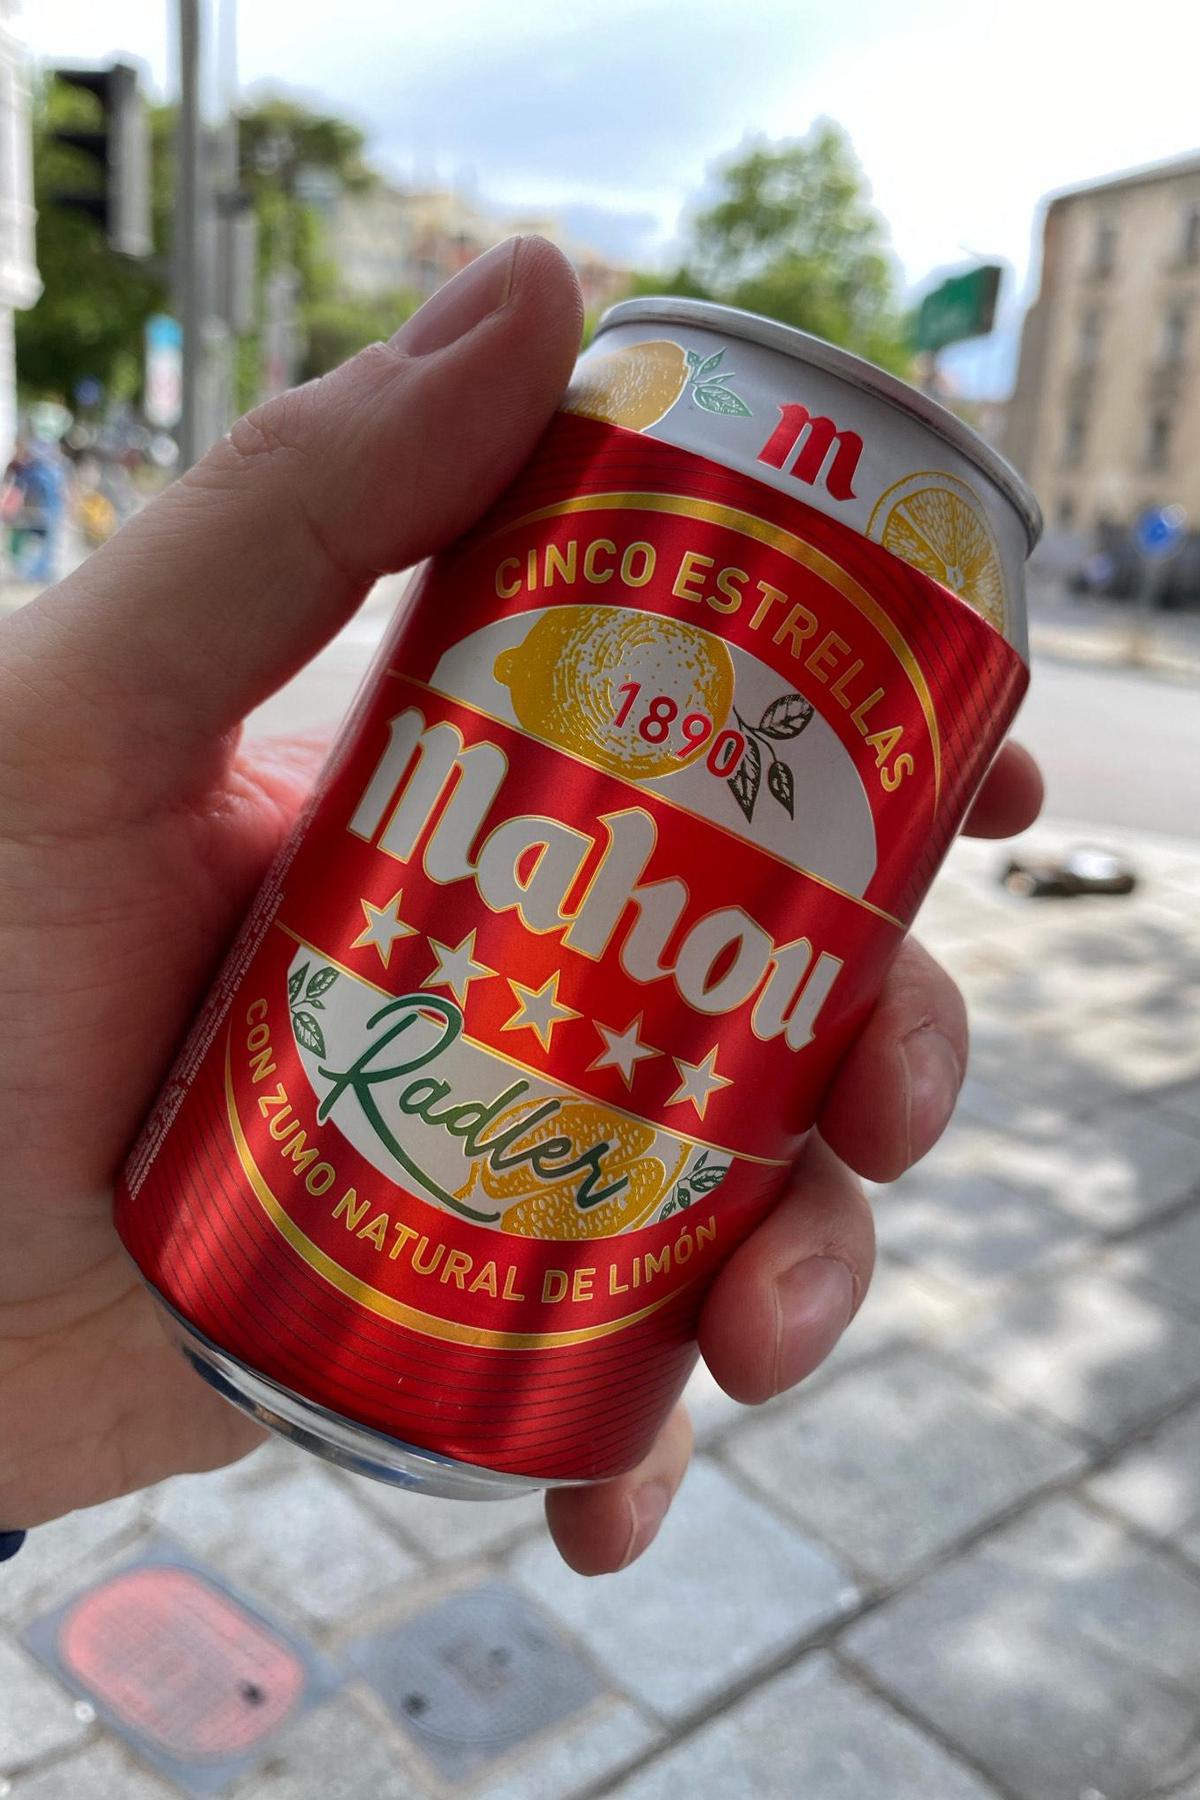 m
CINCO ESTRELLAS
1890
mahou
Radler
CON ZUMO NATURAL DE LIMÓN